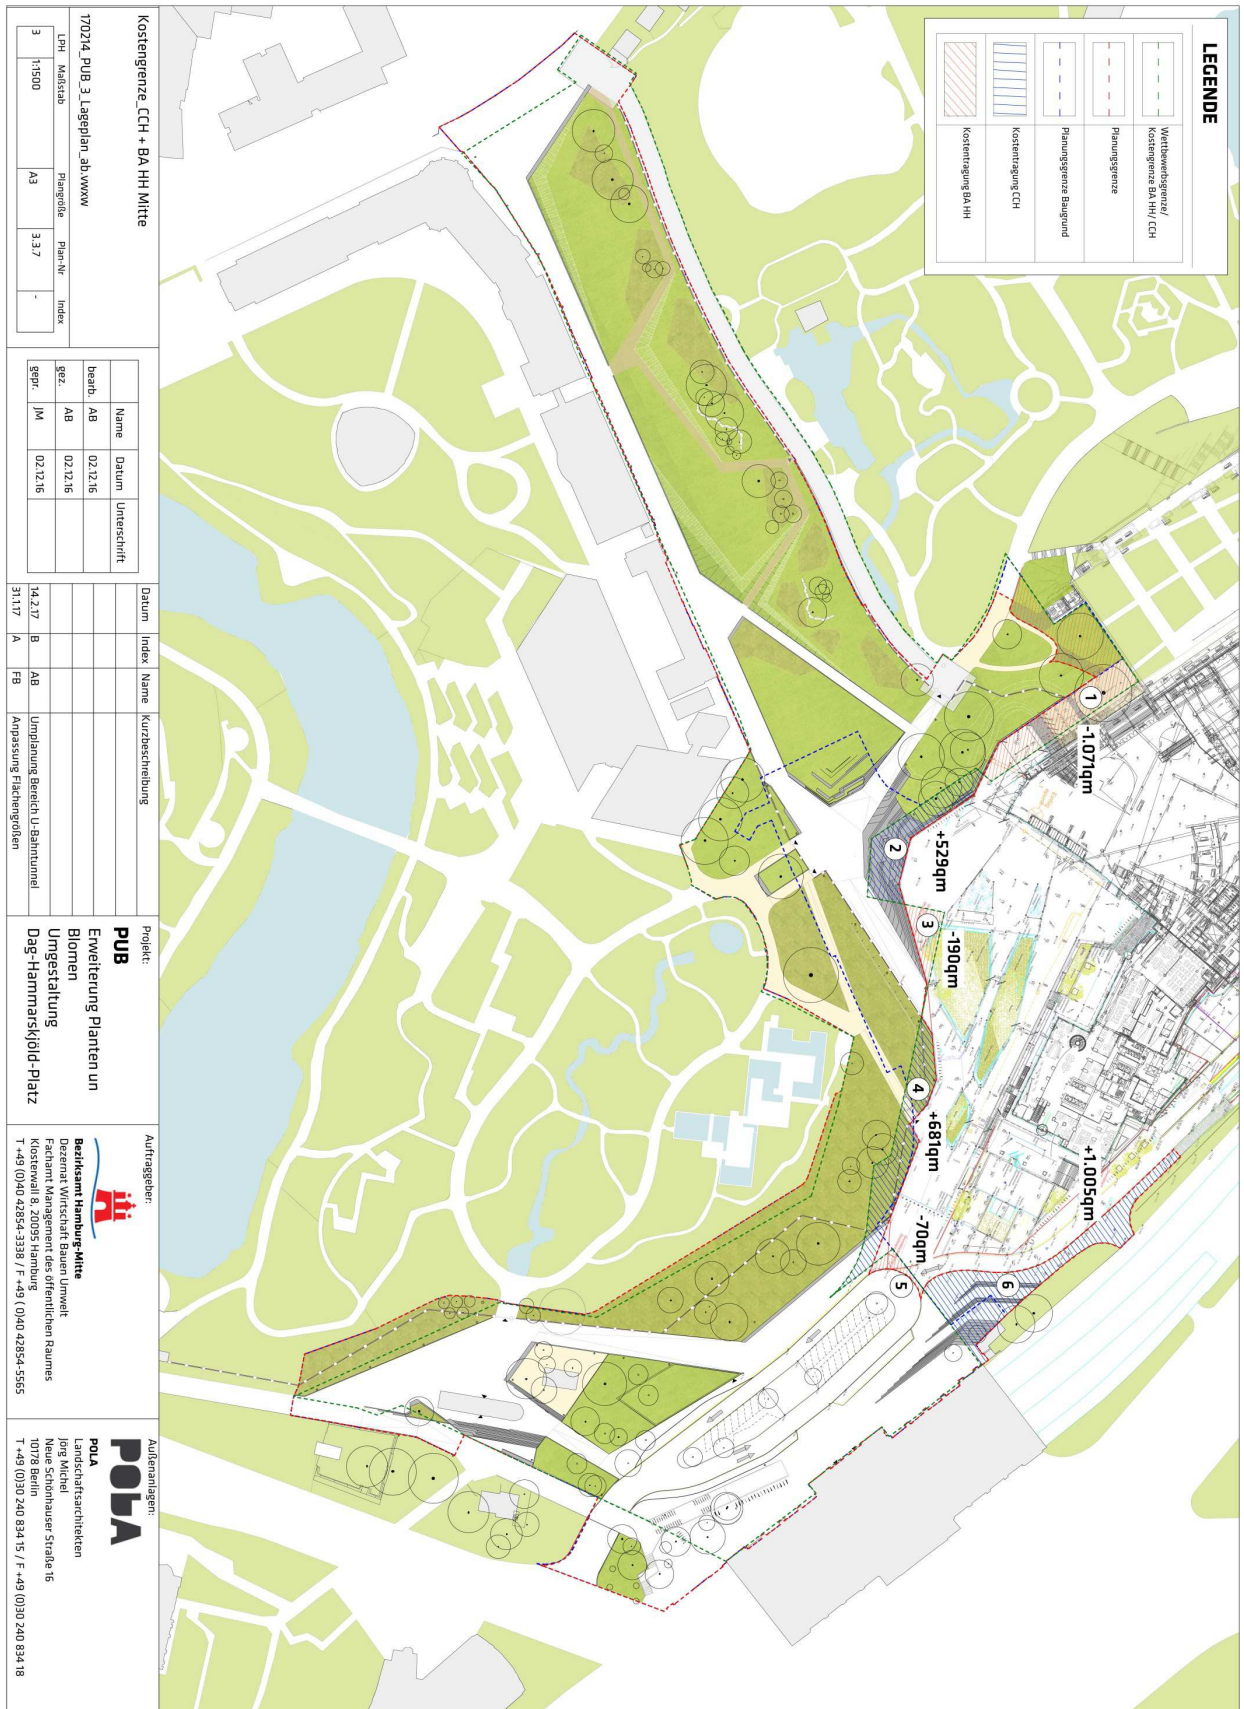 LEGENDE
Wettbewerbsgrenze/
Kostengrenze BA HH/ CCH
Planungsgrenze
Planungsgrenze Baugrund
Kostentragung CCH
Kostentragung BA HH
1
-1.071qm
2
+529qm
3
-190qm
4
+681qm
5
-70qm
6
+1.005qm
Kostengrenze_CCH + BA HH Mitte
170214_PUB_3_Lageplan_ab.vwxw
LPH Maßstab Plangröße Plan-Nr Index
3 1:1500 A3 3.3.7 -
Name Datum Unterschrift
bearb. AB 02.12.16
gez. AB 02.12.16
gepr. JM 02.12.16
Datum Index Name Kurzbeschreibung
14.2.17 B AB Umplanung Bereich U-Bahntunnel
31.1.17 A FB Anpassung Flächengrößen
Projekt:
PUB
Erweiterung Planten un
Blomen
Umgestaltung
Dag-Hammarskjöld-Platz
Auftraggeber:
Bezirksamt Hamburg-Mitte
Dezernat Wirtschaft Bauen Umwelt
Fachamt Management des öffentlichen Raumes
Klosterwall 8, 20095 Hamburg
T +49 (0)40 42854-3338 / F +49 ( 0)40 42854-5565
Außenanlagen:
POLA
POLA
Landschaftsarchitekten
Jörg Michel
Neue Schönhauser Straße 16
10178 Berlin
T +49 (0)30 240 834 15 / F +49 (0)30 240 834 18